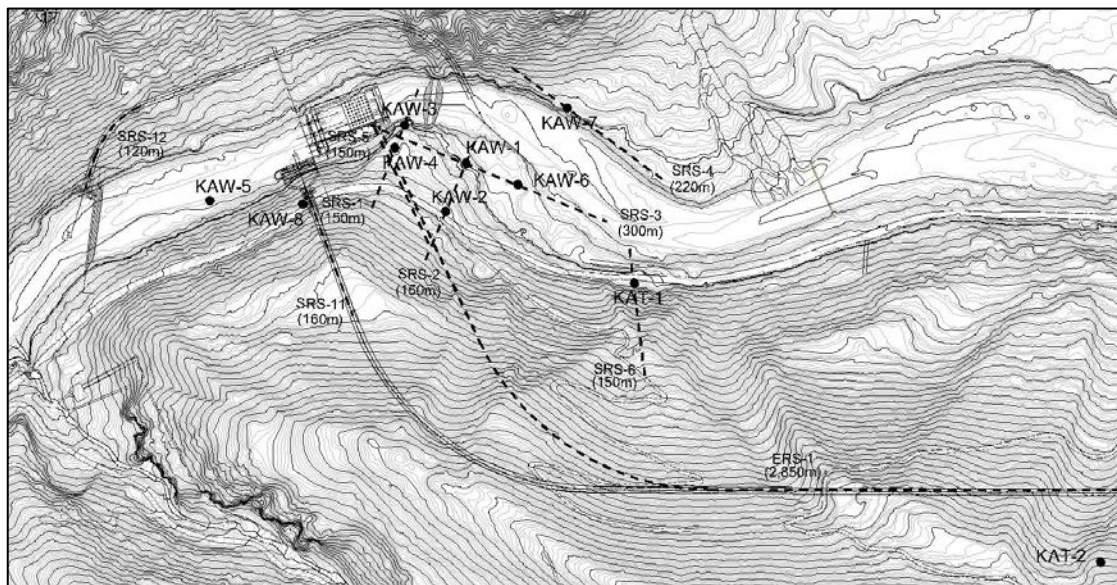 KAW-3
KAW-7
SRS-12
(120m)
SRS-5
(150m)
KAW-4
KAW-1
SRS-4
(220m)
KAW-5
KAW-6
KAW-8
SRS-1
(150m)
KAW-2
SRS-3
(300m)
SRS-2
(160m)
KAT-1
SRS-11
(160m)
SRS-6
(150m)
ERS-1
(2,850m)
KAT-2